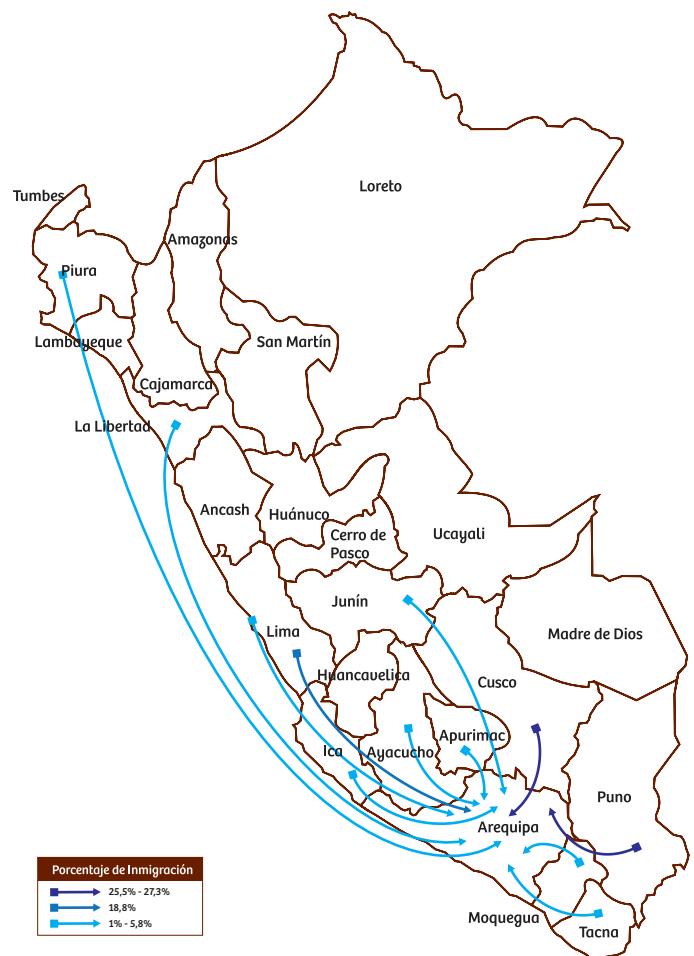 Loreto
Tumbes
Amazonas
Piura
Lambayeque
San Martín
Cajamarca
La Libertad
Ancash
Huánuco
Cerro de
Pasco
Ucayali
Junín
Lima
Madre de Dios
Huancavelica
Cusco
Ica
Ayacucho
Apurimac
Puno
Arequipa
Moquegua
Tacna
Porcentaje de Inmigración
25,5% - 27,3%
18,8%
1% - 5,8%